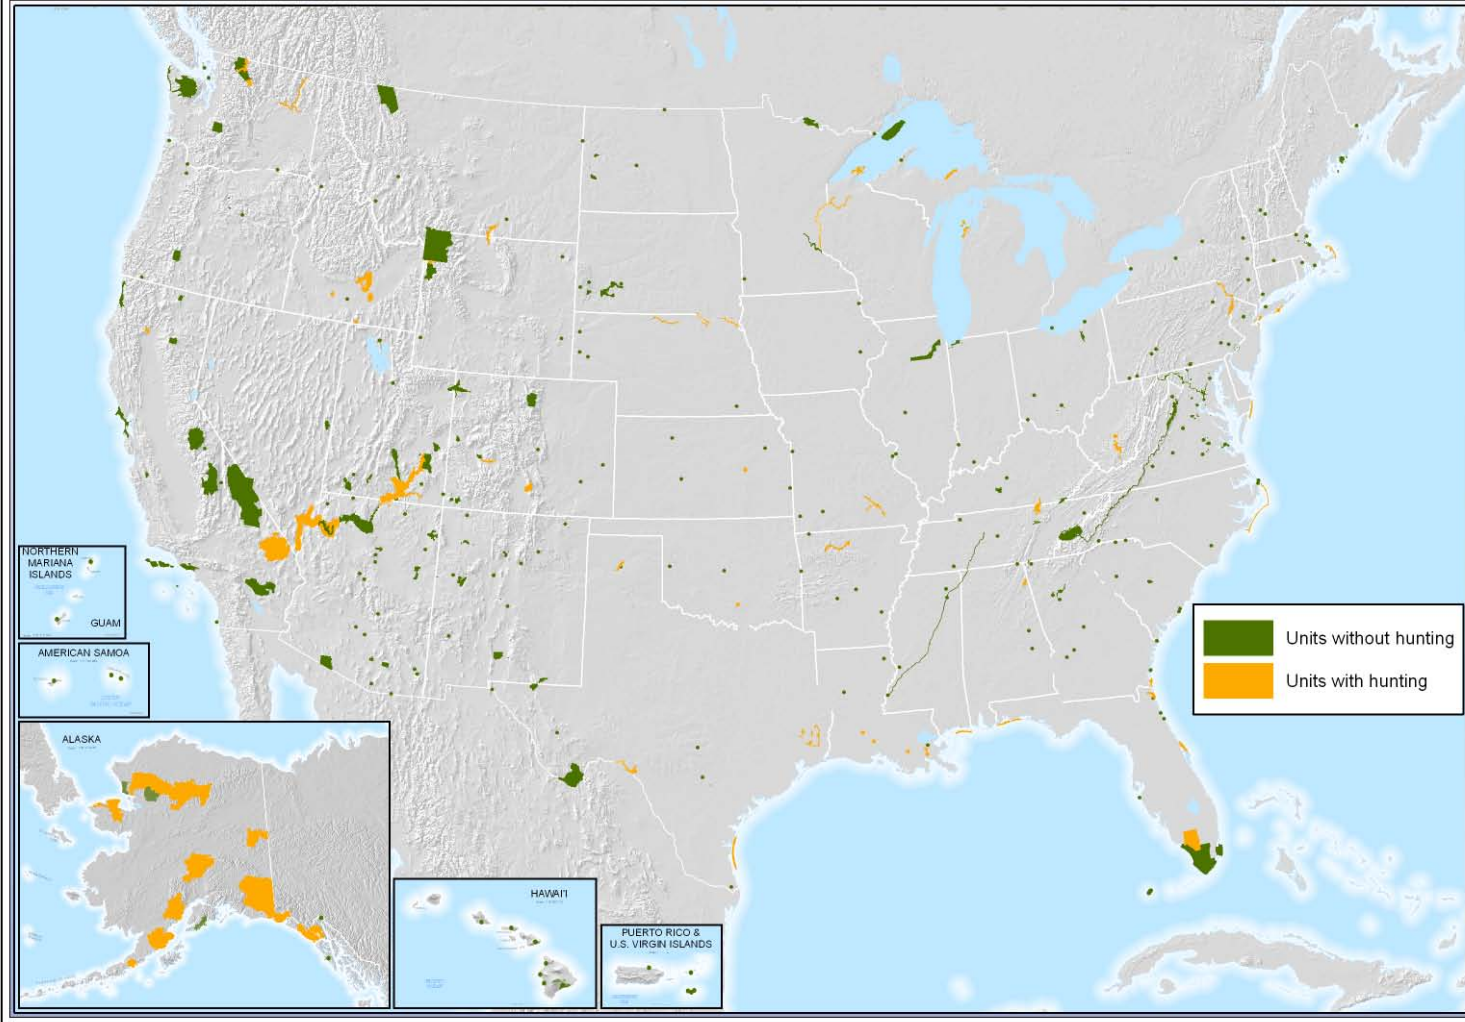 NORTHERN
MARIANA
ISLANDS
GUAM
AMERICAN SAMOA
ALASKA
HAWAI'I
PUERTO RICO &
U.S. VIRGIN ISLANDS
Units without hunting
Units with hunting